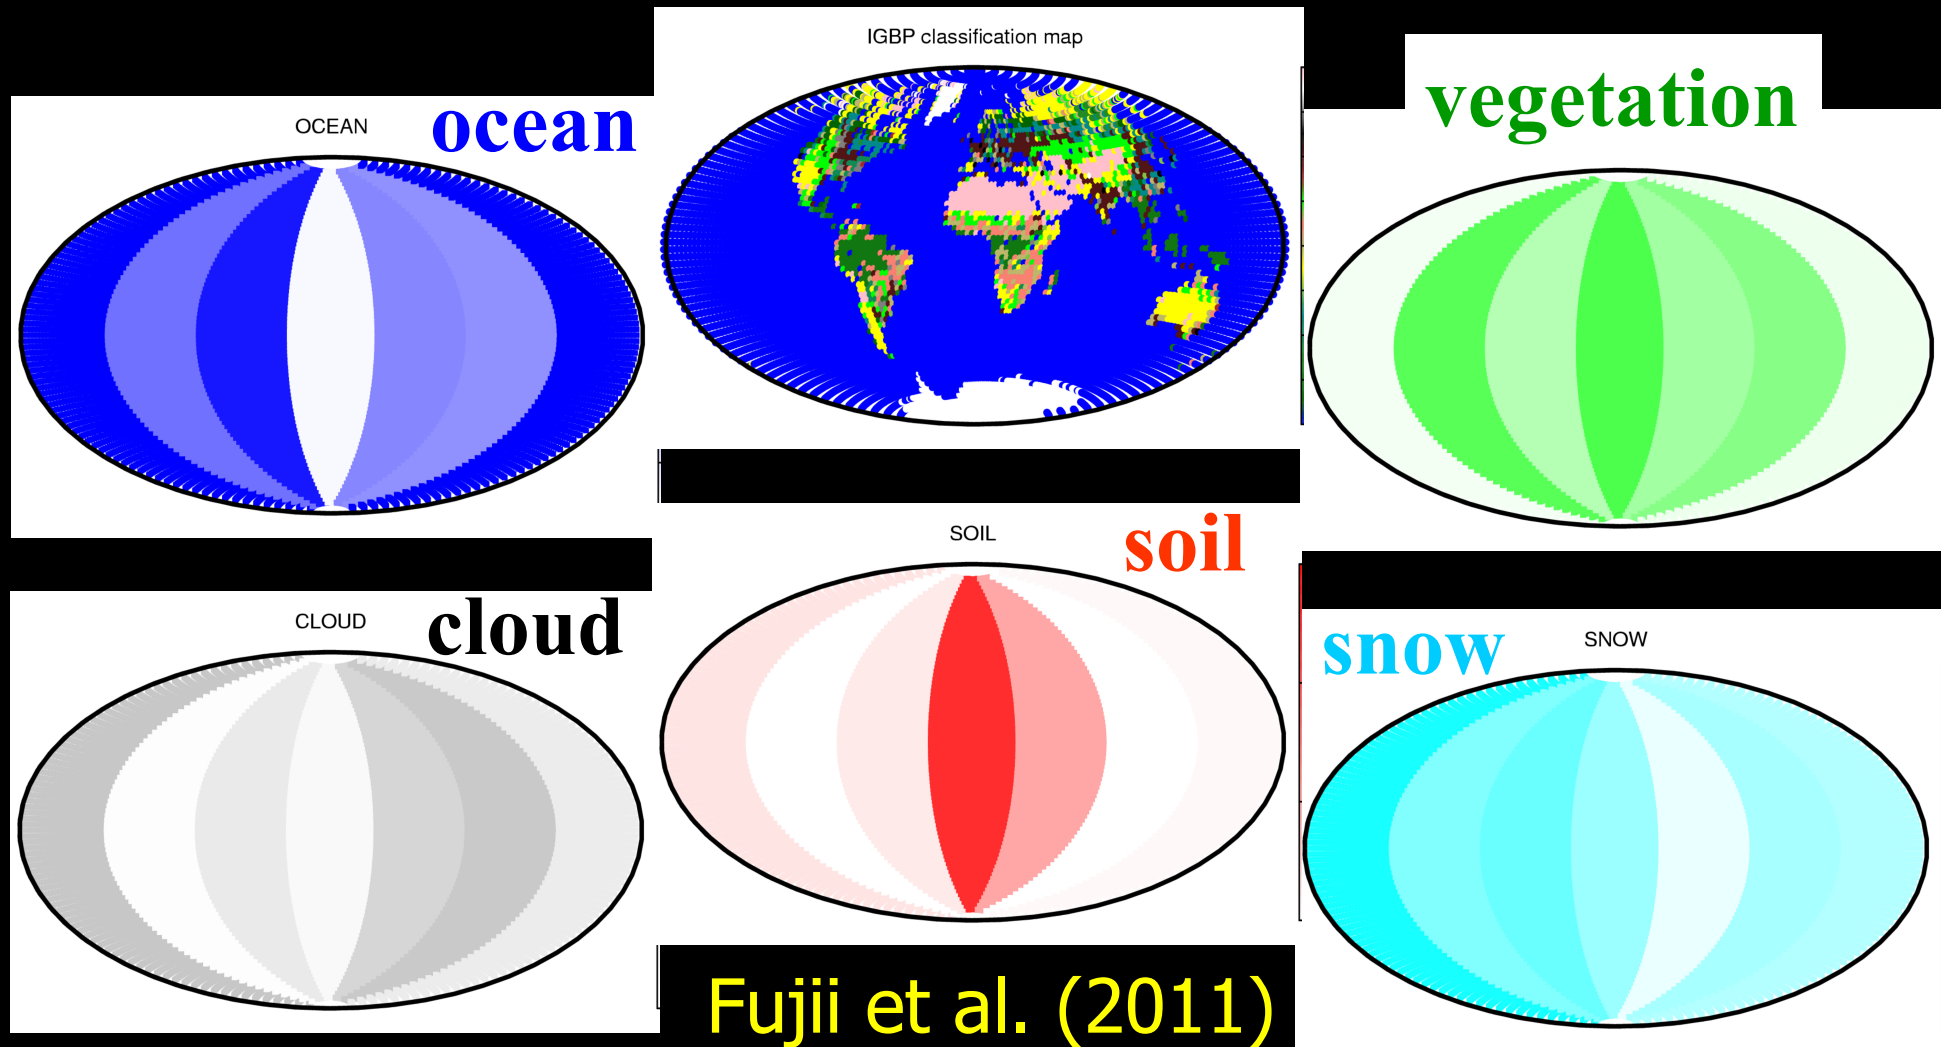 IGBP classification map
OCEAN
ocean
vegetation
SOIL
soil
CLOUD
cloud
snow
SNOW
Fujii et al. (2011)